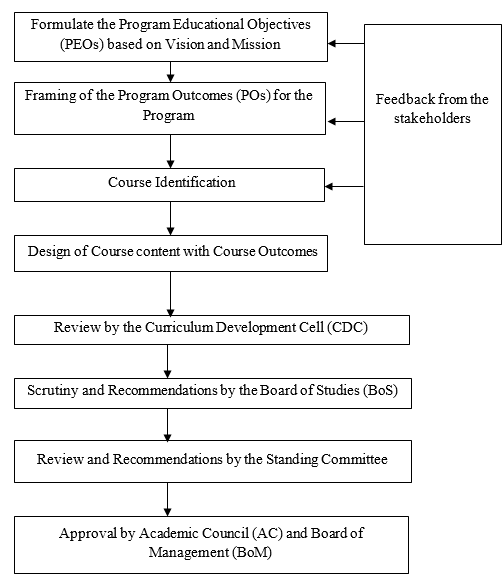 Formulate the Program Educational Objectives
(PEOs) based on Vision and Mission
Framing of the Program Outcomes (POs) for the
Program
Feedback from the
stakeholders
Course Identification
Design of Course content with Course Outcomes
Review by the Curriculum Development Cell (CDC)
Scrutiny and Recommendations by the Board of Studies (BoS)
Review and Recommendations by the Standing Committee
Approval by Academic Council (AC) and Board of
Management (BoM)